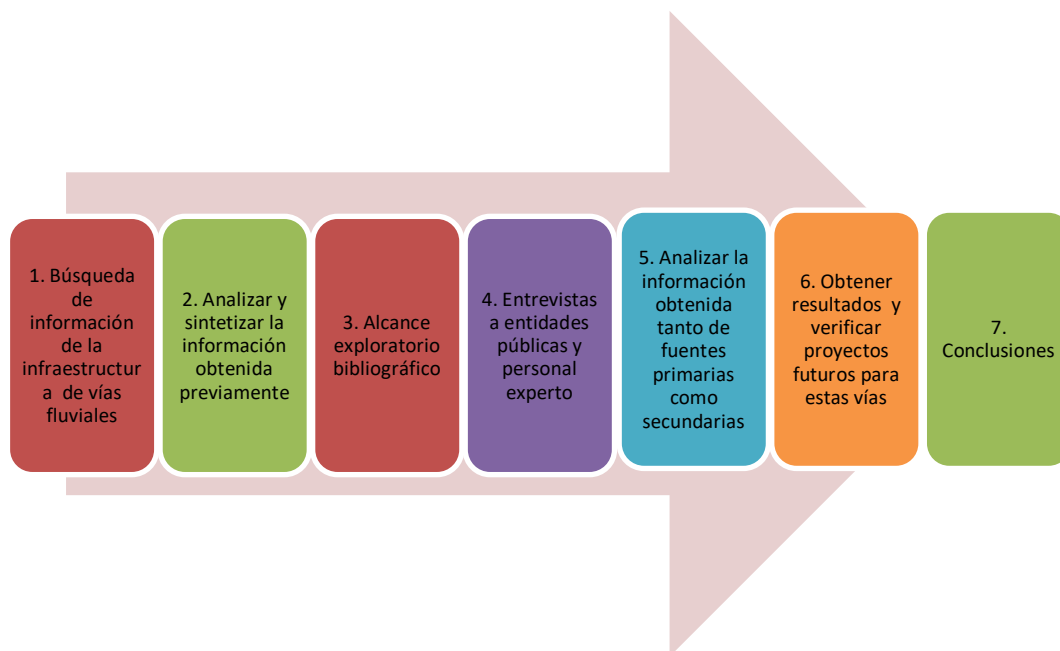 1. Búsqueda
de
información
de la
infraestructur
a de vías
fluviales
2. Analizar y
sintetizar la
información
obtenida
previamente
3. Alcance
exploratorio
bibliográfico
4. Entrevistas
a entidades
públicas y
personal
experto
5. Analizar la
información
obtenida
tanto de
fuentes
primarias
como
secundarias
6. Obtener
resultados y
verificar
proyectos
futuros para
estas vías
7.
Conclusiones